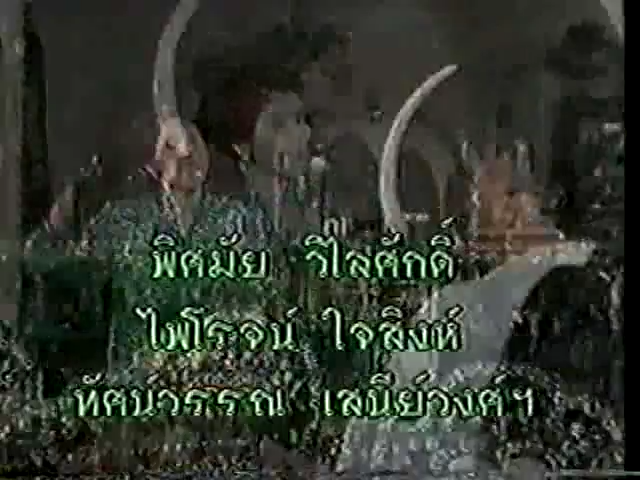 พิศมัย วิไลศักดิ์
ไพโรจน์ ใจสิงห์
ทัศน์วรรณ เสนีย์วงศ์ฯ